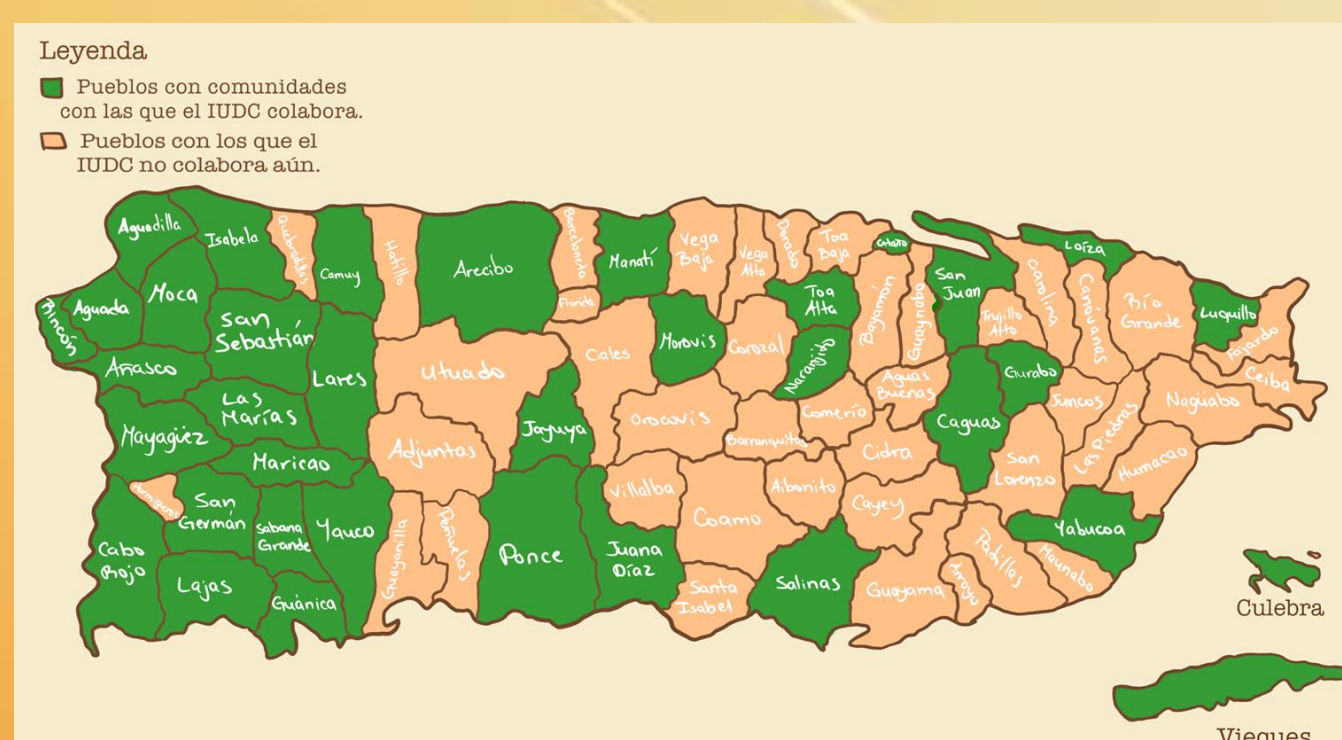 Leyenda
Pueblos con comunidades
con las que el IUDC colabora.
Pueblos con los que el
IUDC no colabora aún.
Aguadilla
Isabela
Quebradillas
Camuy
Hatillo
Arecibo
Barceloneta
Florida
Manatí
Vega
Baja
Vega
Alta
Dorado
Toa
Baja
Cataño
San
Juan
Carolina
Loíza
Canóvanas
Río
Grande
Luquillo
Fajardo
Ceiba
Rincón
Aguada
Moca
San
Sebastián
Lares
Utuado
Ciales
Morovis
Corozal
Toa
Alta
Naranjito
Bayamón
Guaynabo
Trujillo
Alto
Añasco
Las
Marías
Mayagüez
Maricao
Adjuntas
Jayuya
Orocovis
Barranquitas
Comerío
Aguas
Buenas
Caguas
Gurabo
Juncos
Las Piedras
Naguabo
Humacao
Hormigueros
San
Germán
Sabana
Grande
Yauco
Guayanilla
Peñuelas
Ponce
Juana
Díaz
Villalba
Coamo
Aibonito
Cidra
Cayey
San
Lorenzo
Yabucoa
Cabo
Rojo
Lajas
Guánica
Santa
Isabel
Salinas
Guayama
Arroyo
Patillas
Maunabo
Culebra
Vieques